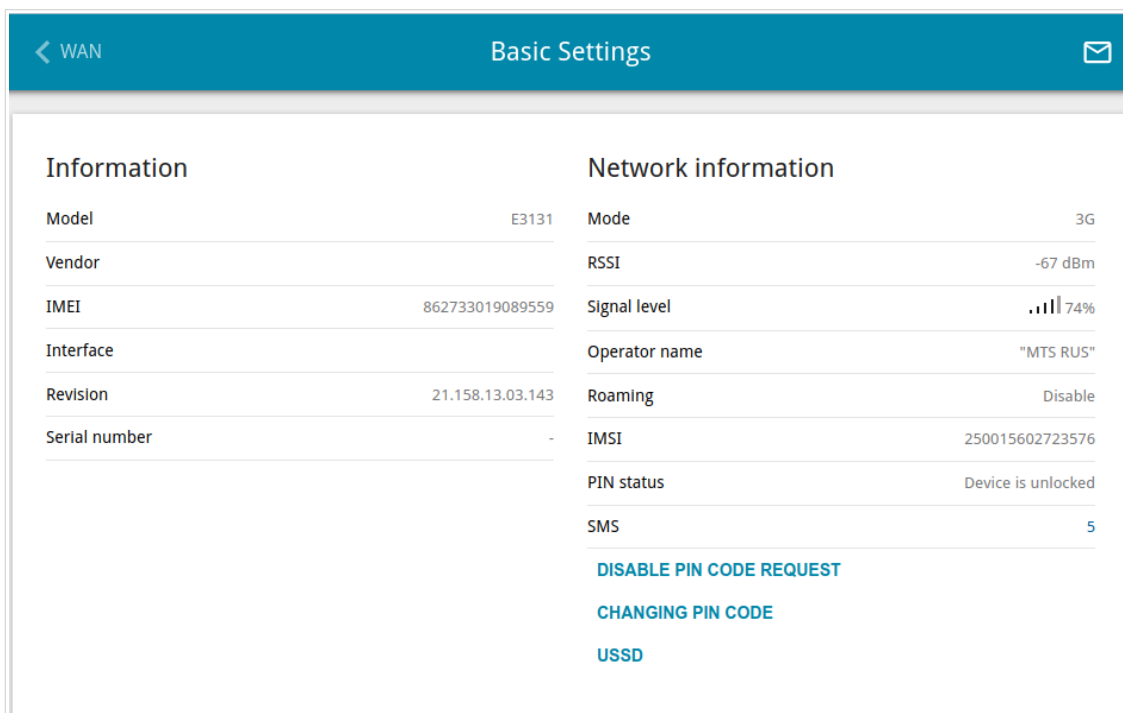 WAN
Basic Settings
Information
Model E3131
Vendor
IMEI 862733019089559
Interface
Revision 21.158.13.03.143
Serial number -
Network information
Mode 3G
RSSI -67 dBm
Signal level 74%
Operator name "MTS RUS"
Roaming Disable
IMSI 250015602723576
PIN status Device is unlocked
SMS 5
DISABLE PIN CODE REQUEST
CHANGING PIN CODE
USSD